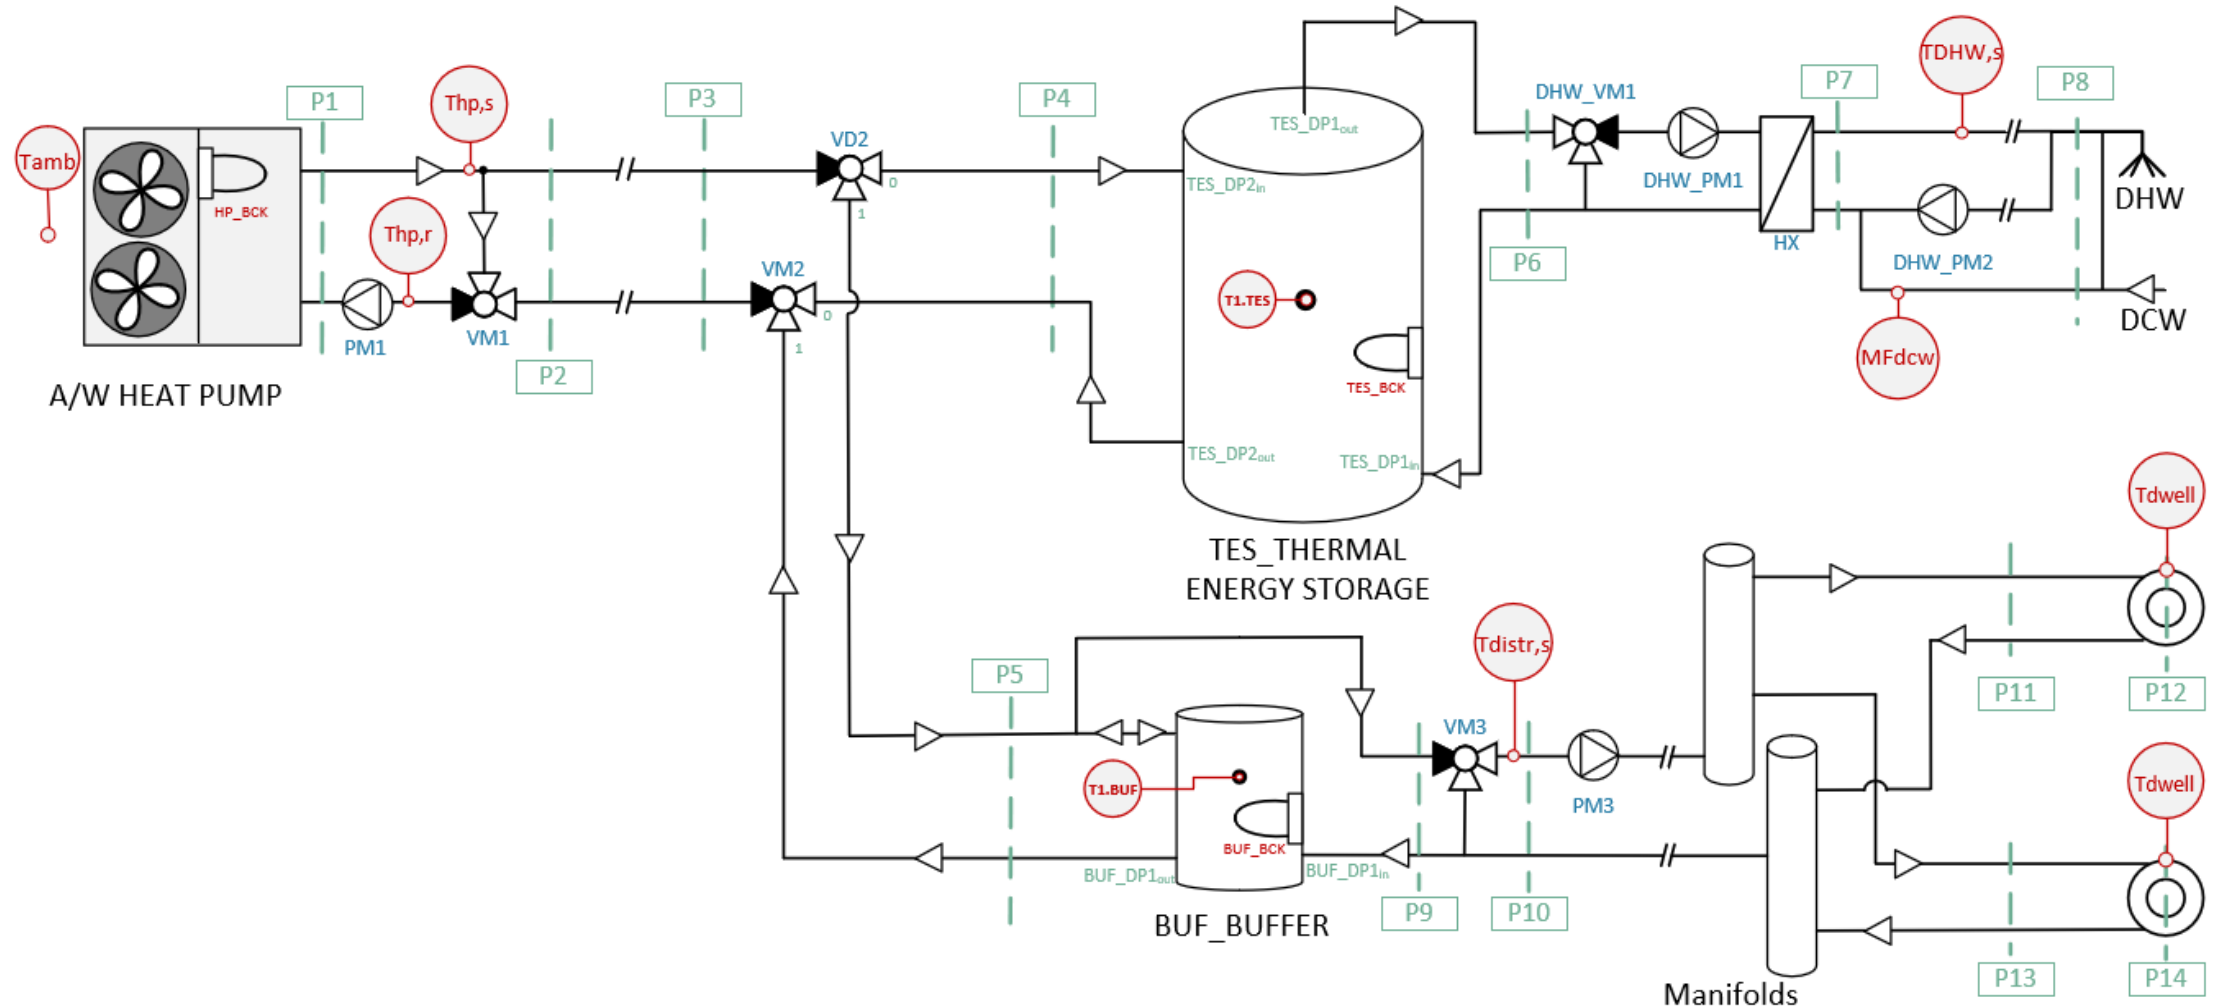 P1
Thp,s
P3
P4
TES_DP1out
DHW_VM1
P7
TDHW,s
P8
Tamb
HP_BCK
VD2
0
1
TES_DP2in
DHW_PM1
DHW
Thp,r
HX
DHW_PM2
P6
VM2
0
1
T1.TES
PM1
VM1
P2
DCW
MFdcw
A/W HEAT PUMP
TES_BCK
TES_DP2out
TES_DP1in
Tdwell
TES_THERMAL
ENERGY STORAGE
P5
Tdistr,s
P11
P12
VM3
T1.BUF
PM3
Tdwell
BUF_BCK
BUF_DP1out
BUF_DP1in
P9
P10
BUF_BUFFER
Manifolds
P13
P14